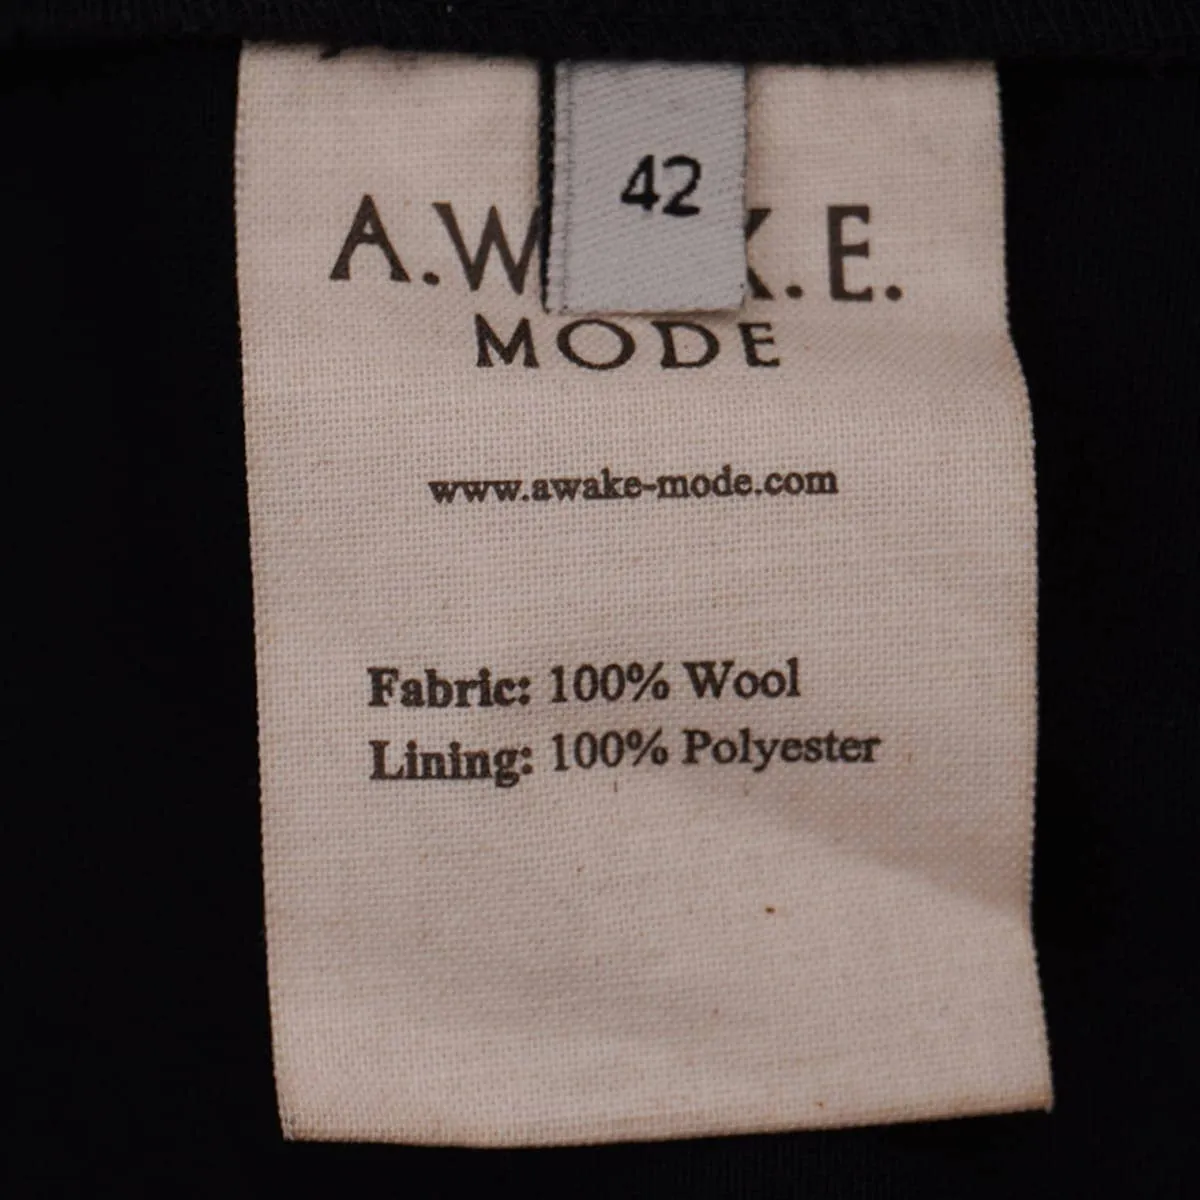 42
A.W K.E.
MODE
www.awake-mode.com
Fabric: 100% Wool
Lining: 100% Polyester